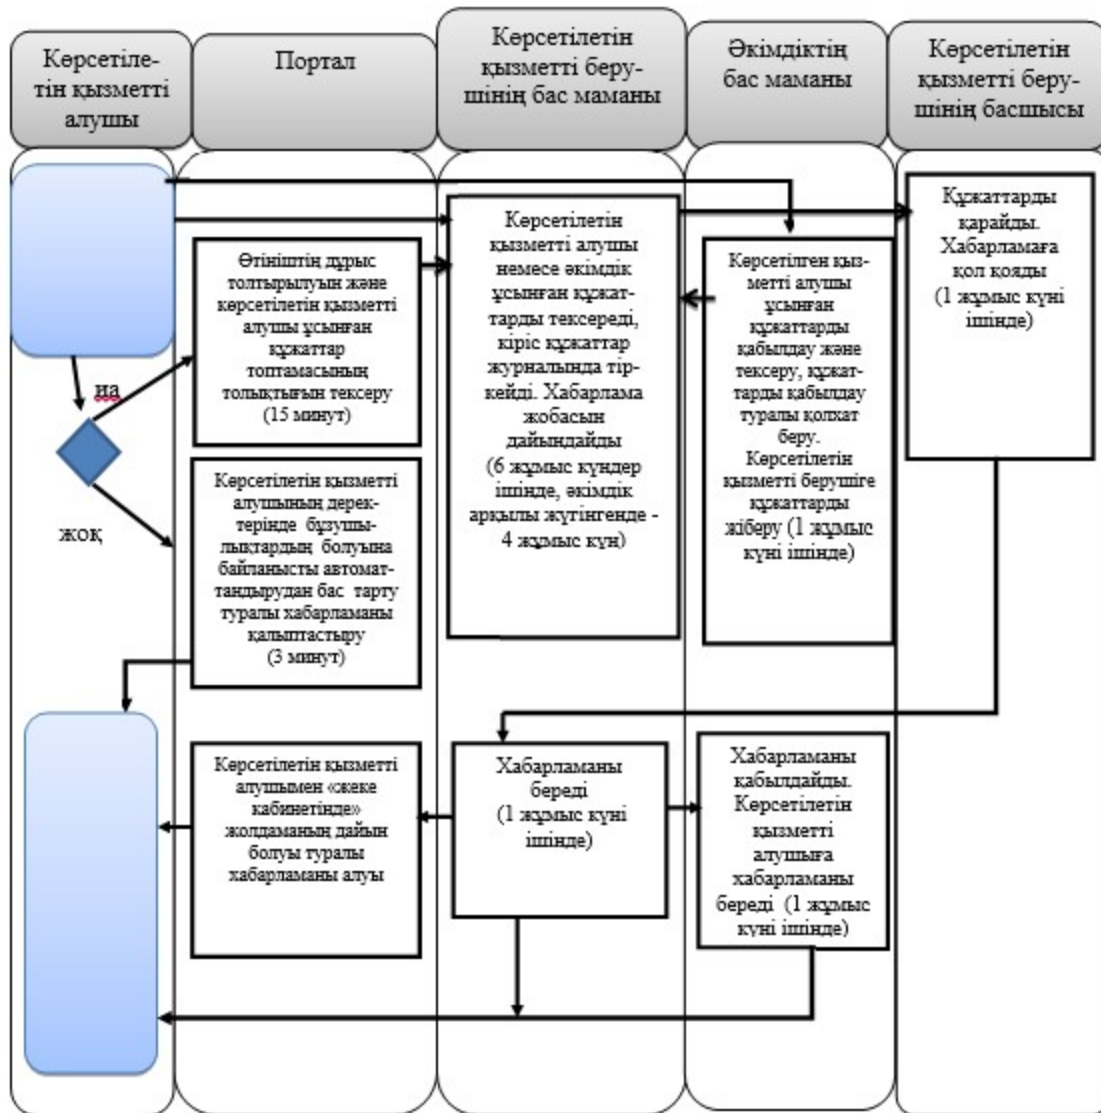 Көрсетіле-
тін қызметті
алушы
Портал
Көрсетілетін
қызметті беру-
шінің бас маманы
Әкімдіктің
бас маманы
Көрсетілетін
қызметті беру-
шінің басшысы
Өтініштің дұрыс
толтырылуын және
көрсетілетін қызметті
алушы ұсынған
құжаттар
топтамасының
толықтығын тексеру
(15 минут)
Көрсетілетін
қызметті алушы
немесе әкімдік
ұсынған құжат-
тарды тексереді,
кіріс құжаттар
журналында тір-
кейді. Хабарлама
жобасын
дайындайды
(6 жұмыс күндер
ішінде, әкімдік
арқылы жүгінгенде -
4 жұмыс күн)
Көрсетілген қыз-
метті алушы
ұсынған
құжаттарды
қабылдау және
тексеру, құжат-
тарды қабылдау
туралы қолхат
беру.
Көрсетілетін
қызметті берушіге
құжаттарды
жіберу (1 жұмыс
күні ішінде)
Құжаттарды
қарайды.
Хабарламаға
қол қояды
(1 жұмыс күні
ішінде)
иа
жоқ
Көрсетілетін қызметті
алушының дерек-
терінде бұзушы-
лықтардың болуына
байланысты автомат-
тандырудан бас тарту
туралы хабарламаны
қалыптастыру
(3 минут)
Көрсетілетін қызметті
алушымен «жеке
кабинетінде»
жолдаманың дайын
болуы туралы
хабарламаны алуы
Хабарламаны
береді
(1 жұмыс күні
ішінде)
Хабарламаны
қабылдайды.
Көрсетілетін
қызметті
алушыға
хабарламаны
береді (1 жұмыс
күні ішінде)